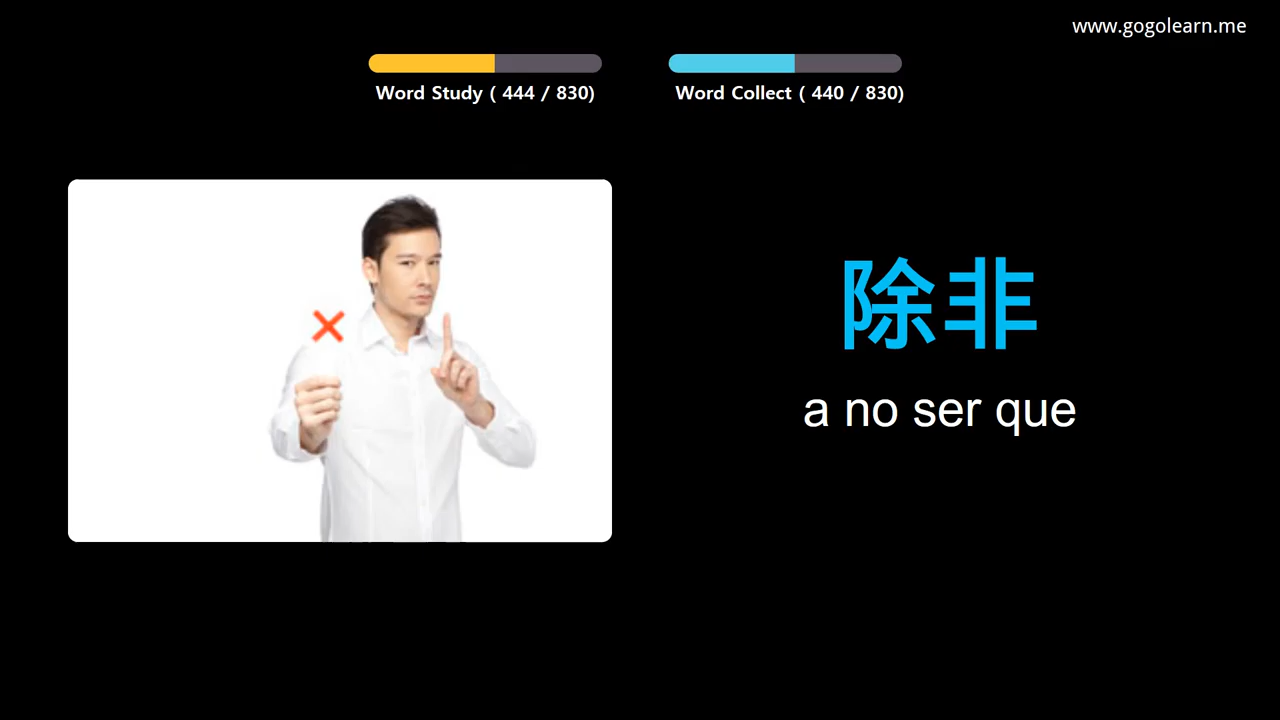 www.gogolearn.me
Word Study ( 444 / 830)
Word Collect ( 440 / 830)
除非
a no ser que